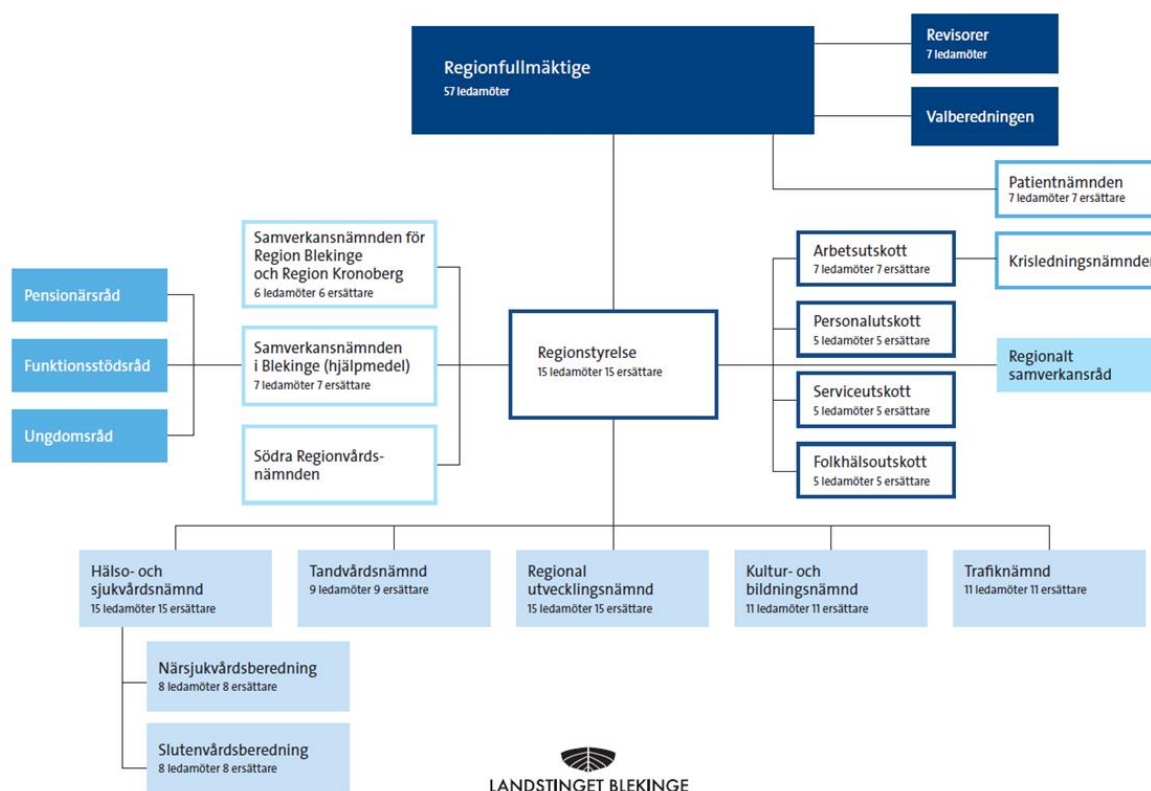 Regionfullmäktige
57 ledamöter
Revisorer
7 ledamöter
Valberedningen
Patientnämnden
7 ledamöter 7 ersättare
Samverkansnämnden för
Region Blekinge
och Region Kronoberg
6 ledamöter 6 ersättare
Arbetsutskott
7 ledamöter 7 ersättare
Krisledningsnämnden
Pensionärsråd
Personalutskott
5 ledamöter 5 ersättare
Funktionsstödsråd
Samverkansnämnden
i Blekinge (hjälpmedel)
7 ledamöter 7 ersättare
Regionstyrelse
15 ledamöter 15 ersättare
Regionalt
samverkansråd
Serviceutskott
5 ledamöter 5 ersättare
Ungdomsråd
Södra Regionvårds-
nämnden
Folkhälsoutskott
5 ledamöter 5 ersättare
Hälso- och
sjukvårdsnämnd
15 ledamöter 15 ersättare
Tandvårdsnämnd
9 ledamöter 9 ersättare
Regional
utvecklingsnämnd
15 ledamöter 15 ersättare
Kultur- och
bildningsnämnd
11 ledamöter 11 ersättare
Trafiknämnd
11 ledamöter 11 ersättare
Närsjukvårdsberedning
8 ledamöter 8 ersättare
Slutenvårdsberedning
8 ledamöter 8 ersättare
LANDSTINGET BLEKINGE